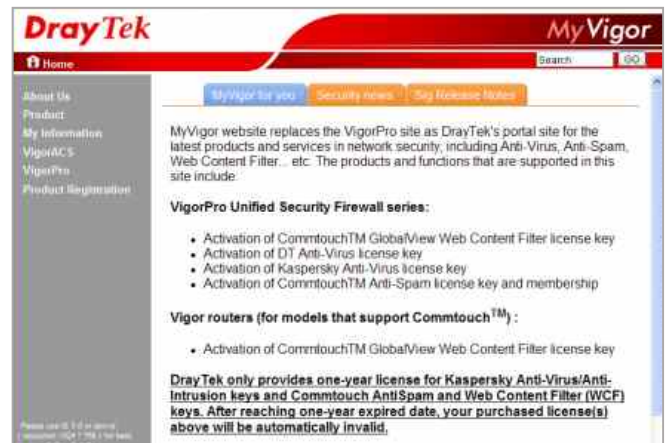 DrayTek
MyVigor
Home
Search
GO
About Us
Product
My Information
VigorACS
VigorPro
Product Registration
MyVigor for you
Security news
Sig Release Notes
MyVigor website replaces the VigorPro site as DrayTek's portal site for the
latest products and services in network security, including Anti-Virus, Anti-Spam,
Web Content Filter... etc. The products and functions that are supported in this
site include:
VigorPro Unified Security Firewall series:
• Activation of CommtouchTM GlobalView Web Content Filter license key
• Activation of DT Anti-Virus license key
• Activation of Kaspersky Anti-Virus license key
• Activation of CommtouchTM Anti-Spam license key and membership
Vigor routers (for models that support Commtouch™) :
• Activation of CommtouchTM GlobalView Web Content Filter license key
DrayTek only provides one-year license for Kaspersky Anti-Virus/Anti-
Intrusion keys and Commtouch AntiSpam and Web Content Filter (WCF)
keys. After reaching one-year expired date, your purchased license(s)
above will be automatically invalid.